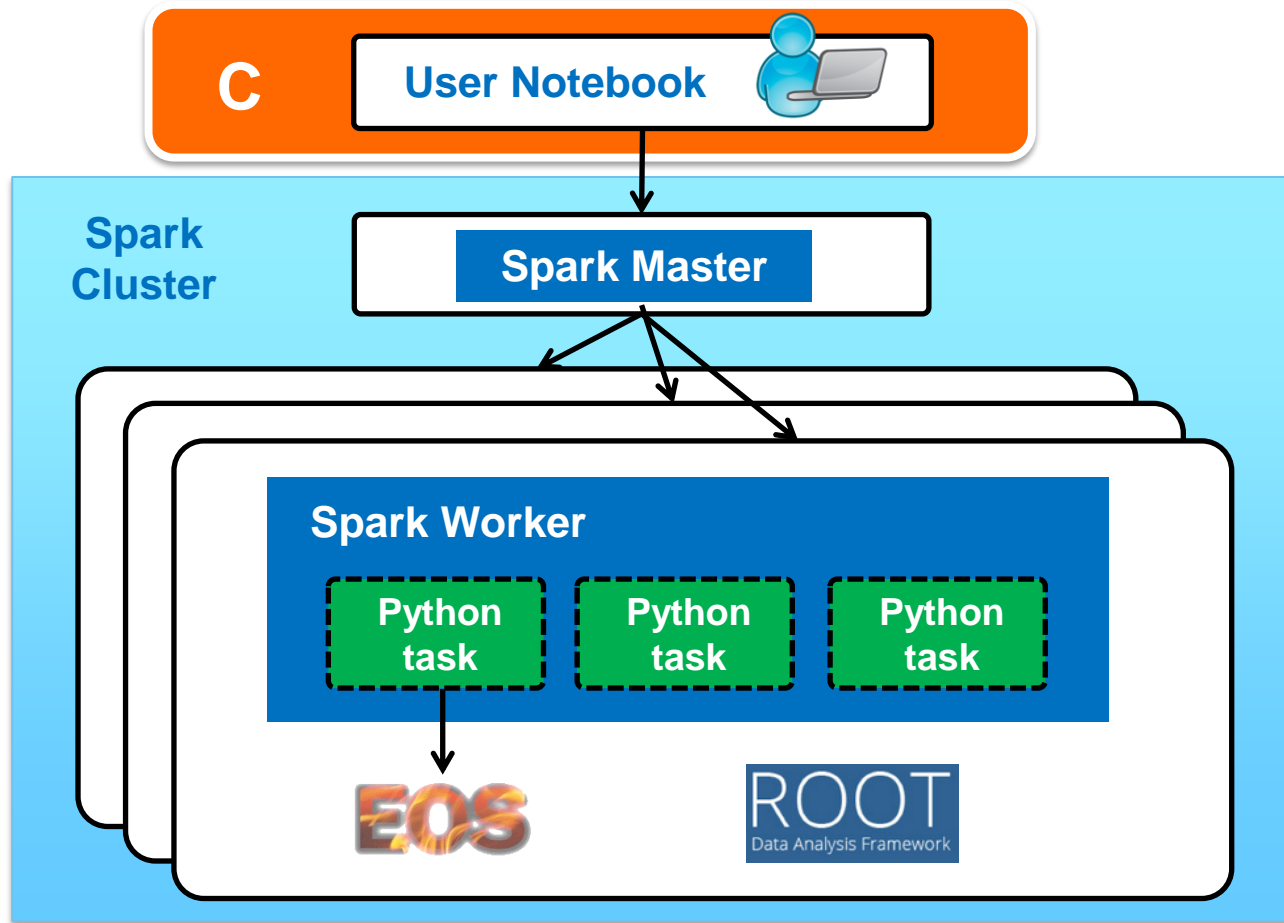 C
User Notebook
Spark
Cluster
Spark Master
Spark Worker
Python
task
Python
task
Python
task
EOS
ROOT
Data Analysis Framework